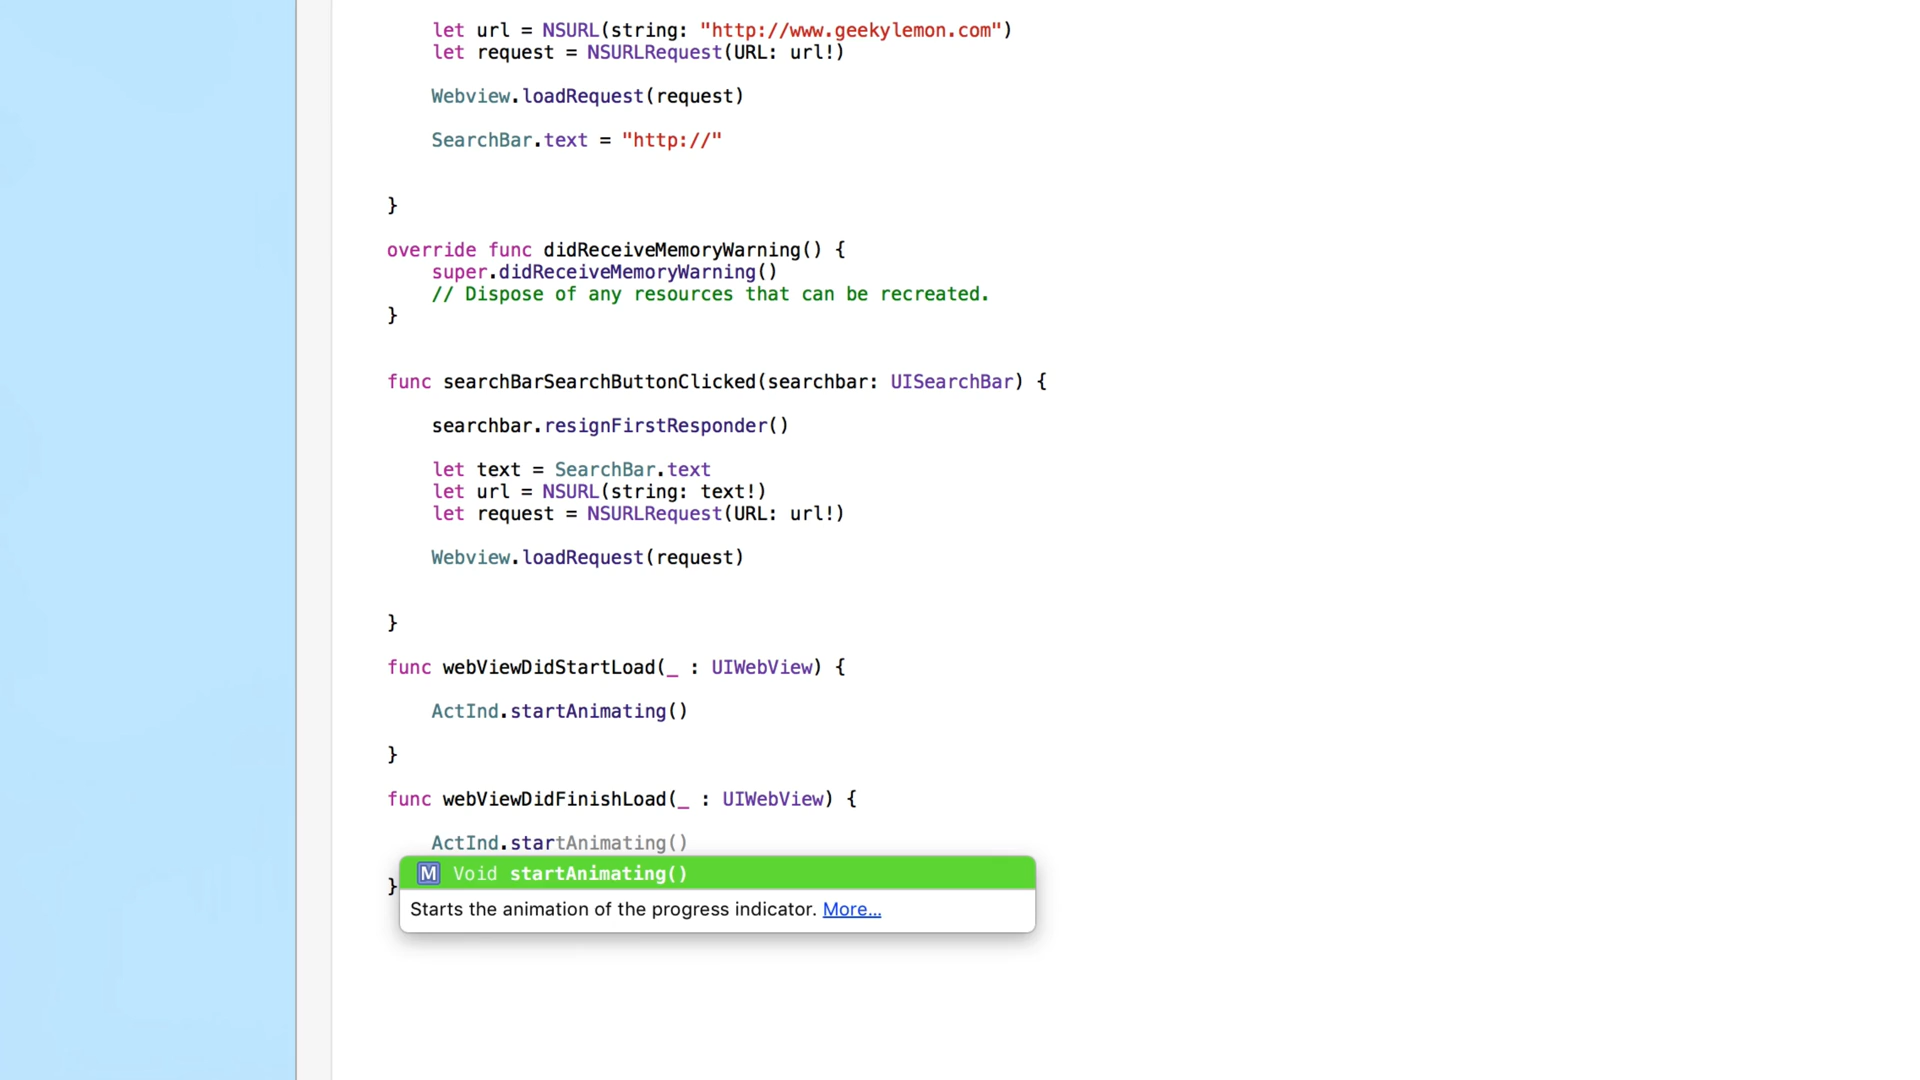 let url = NSURL(string: "http://www.geekylemon.com")
let request = NSURLRequest(URL: url!)
Webview.loadRequest(request)
SearchBar.text = "http://"
}
override func didReceiveMemoryWarning() {
super.didReceiveMemoryWarning()
// Dispose of any resources that can be recreated.
}
func searchBarSearchButtonClicked(searchbar: UISearchBar) {
searchbar.resignFirstResponder()
let text = SearchBar.text
let url = NSURL(string: text!)
let request = NSURLRequest(URL: url!)
Webview.loadRequest(request)
}
func webViewDidStartLoad(_ : UIWebView) {
ActInd.startAnimating()
}
func webViewDidFinishLoad(_ : UIWebView) {
ActInd.startAnimating()
M Void startAnimating()
}
Starts the animation of the progress indicator. More...